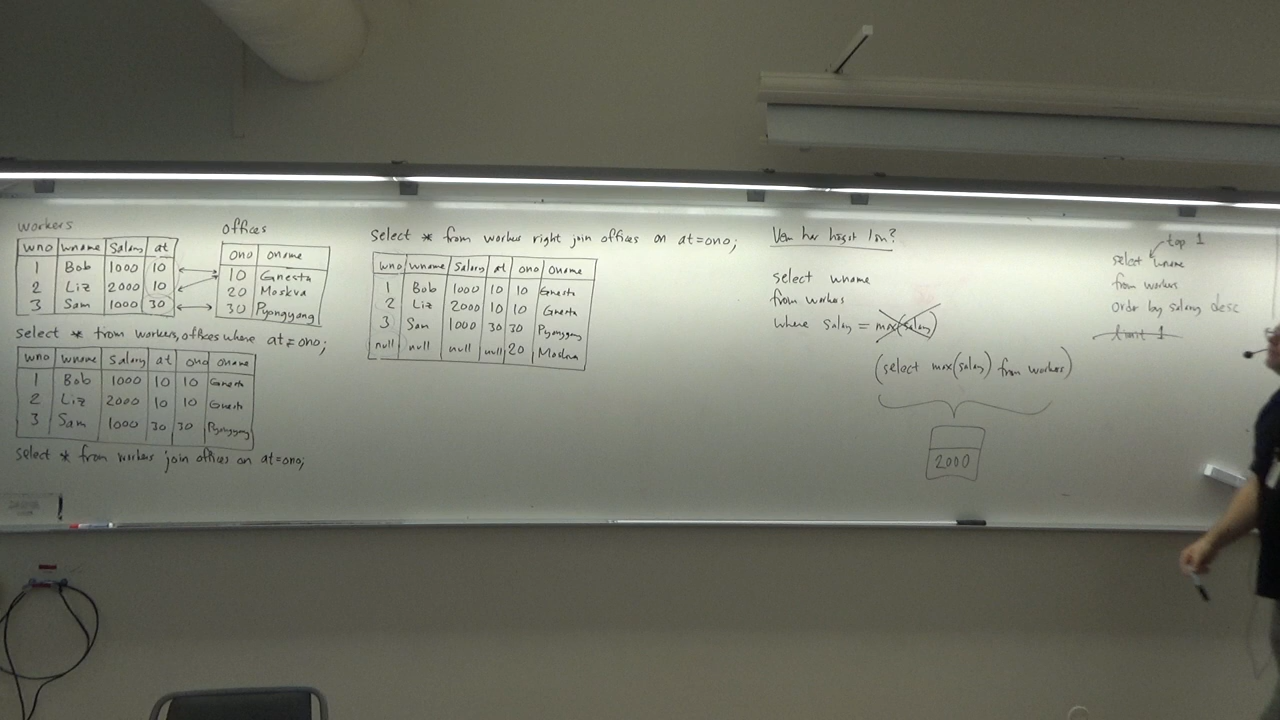 workers
wno wname Salary at
1 Bob 1000 10
2 Liz 2000 10
3 Sam 1000 30
offices
ono oname
10 Gnesta
20 Moskva
30 Pyongyang
select * from workers, offices where at = ono;
wno wname Salary at ono oname
1 Bob 1000 10 10 Gnesta
2 Liz 2000 10 10 Gnesta
3 Sam 1000 30 30 Pyongyang
select * from workers join offices on at=ono;
select * from workers right join offices on at=ono;
wno wname Salary at ono oname
1 Bob 1000 10 10 Gnesta
2 Liz 2000 10 10 Gnesta
3 Sam 1000 30 30 Pyongyang
null null null null 20 Moskva
Vem har högst lön?
select wname
from workers
where salary = max(salary)
(select max(salary) from workers)
2000
top 1
select wname
from workers
order by salary desc
limit 1